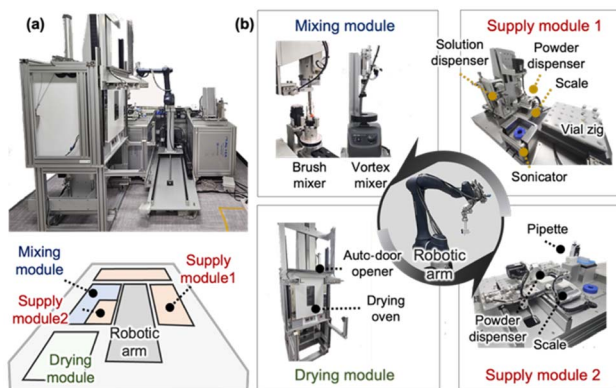 (a)
(b)
Mixing module
Brush
mixer
Vortex
mixer
Supply module 1
Solution
dispenser
Powder
dispenser
Scale
Vial zig
Sonicator
Robotic
arm
Auto-door
opener
Drying
oven
Drying module
Pipette
Powder
dispenser
Scale
Supply module 2
Mixing
module
Supply
module1
Supply
module2
Robotic
arm
Drying
module